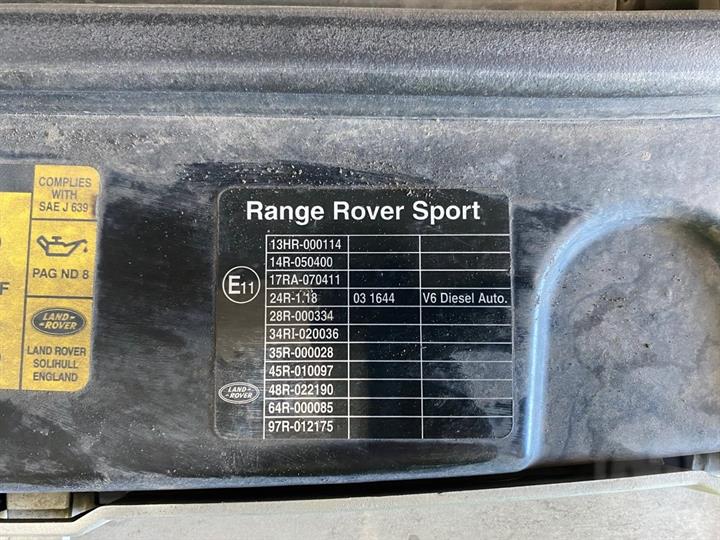 COMPLIES
WITH
SAE J 639
PAG ND 8
F
LAND-
-ROVER
LAND ROVER
SOLIHULL
ENGLAND
Range Rover Sport
E11
13HR-000114
14R-050400
17RA-070411
24R-1.18 03 1644 V6 Diesel Auto.
28R-000334
34RI-020036
35R-000028
45R-010097
48R-022190
64R-000085
97R-012175
LAND-
-ROVER